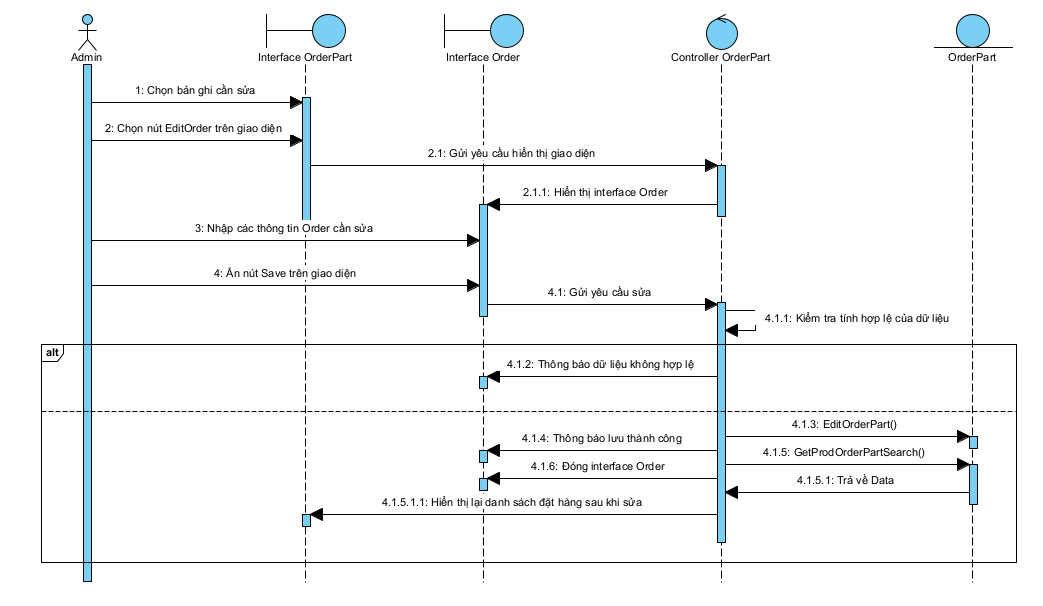 Admin
Interface OrderPart
Interface Order
Controller OrderPart
OrderPart
1: Chọn bản ghi cần sửa
2: Chọn nút EditOrder trên giao diện
2.1: Gửi yêu cầu hiển thị giao diện
2.1.1: Hiển thị interface Order
3: Nhập các thông tin Order cần sửa
4: Ấn nút Save trên giao diện
4.1: Gửi yêu cầu sửa
4.1.1: Kiểm tra tính hợp lệ của dữ liệu
alt
4.1.2: Thông báo dữ liệu không hợp lệ
4.1.3: EditOrderPart()
4.1.4: Thông báo lưu thành công
4.1.5: GetProdOrderPartSearch()
4.1.6: Đóng interface Order
4.1.5.1: Trả về Data
4.1.5.1.1: Hiển thị lại danh sách đặt hàng sau khi sửa